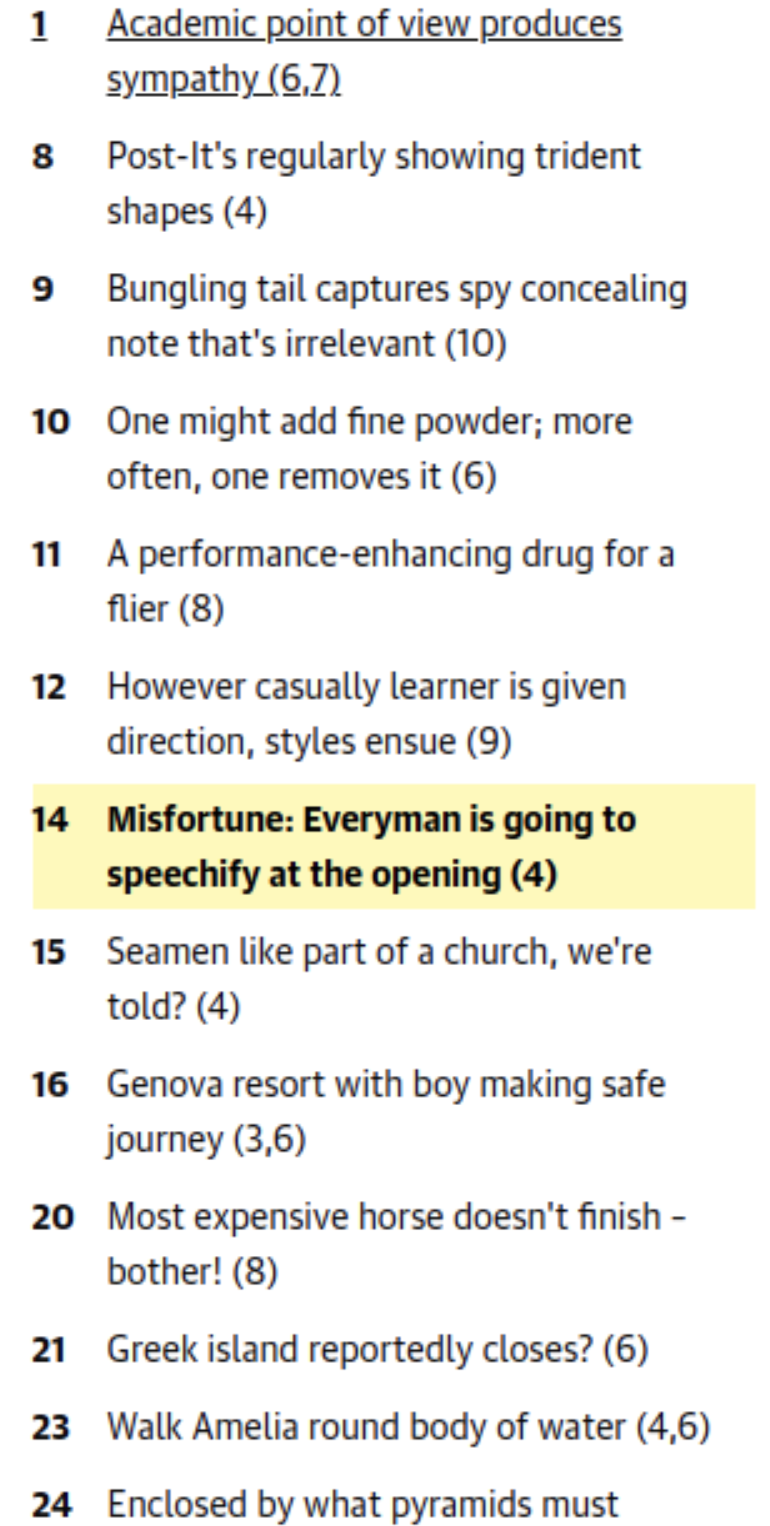 1 Academic point of view produces
sympathy (6,7)
8 Post-It's regularly showing trident
shapes (4)
9 Bungling tail captures spy concealing
note that's irrelevant (10)
10 One might add fine powder; more
often, one removes it (6)
11 A performance-enhancing drug for a
flier (8)
12 However casually learner is given
direction, styles ensue (9)
14 Misfortune: Everyman is going to
speechify at the opening (4)
15 Seamen like part of a church, we're
told? (4)
16 Genova resort with boy making safe
journey (3,6)
20 Most expensive horse doesn't finish –
bother! (8)
21 Greek island reportedly closes? (6)
23 Walk Amelia round body of water (4,6)
24 Enclosed by what pyramids must